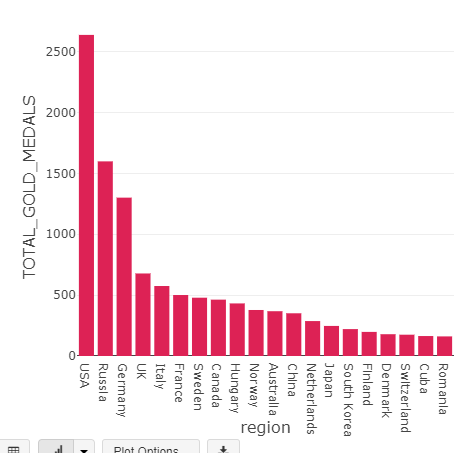 TOTAL_GOLD_MEDALS
2500
2000
1500
1000
500
0
USA
Russia
Germany
UK
Italy
France
Sweden
Canada
Hungary
Norway
Australia
China
Netherlands
Japan
South Korea
Finland
Denmark
Switzerland
Cuba
Romania
region
Plot Options...